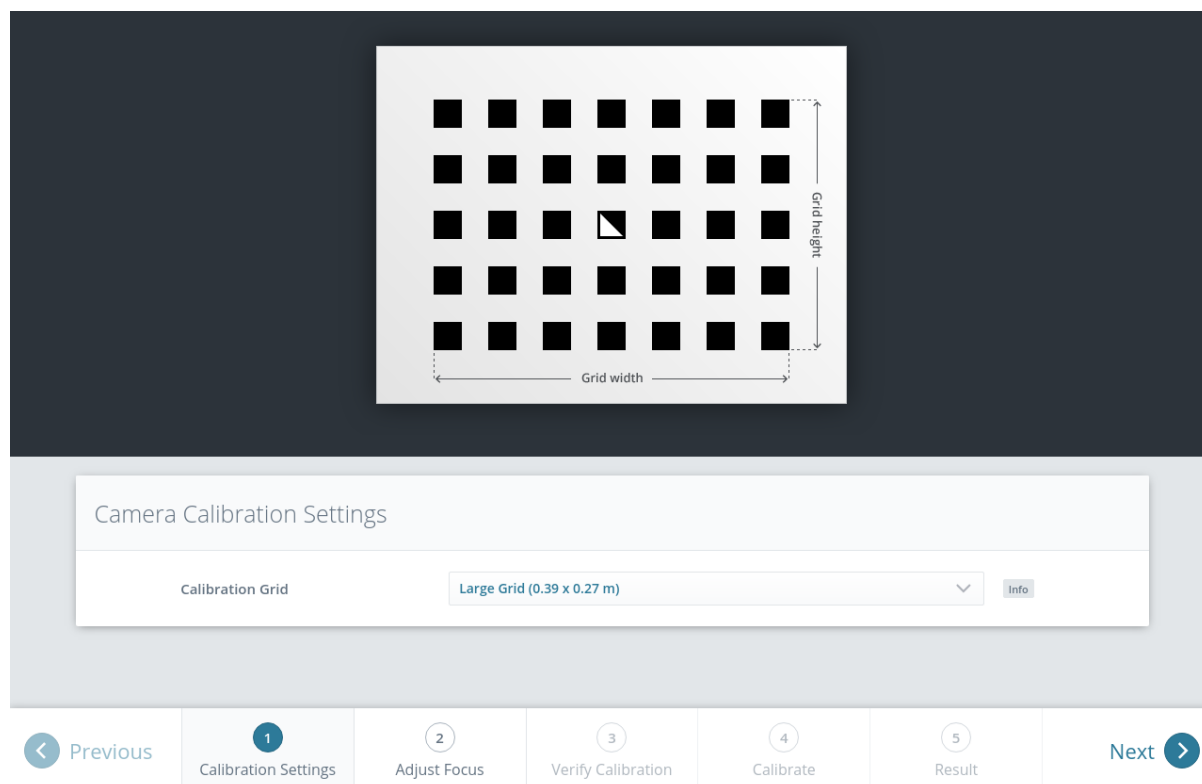 Grid height
Grid width
Camera Calibration Settings
Calibration Grid
Large Grid (0.39 x 0.27 m)
Info
Previous
1
Calibration Settings
2
Adjust Focus
3
Verify Calibration
4
Calibrate
5
Result
Next